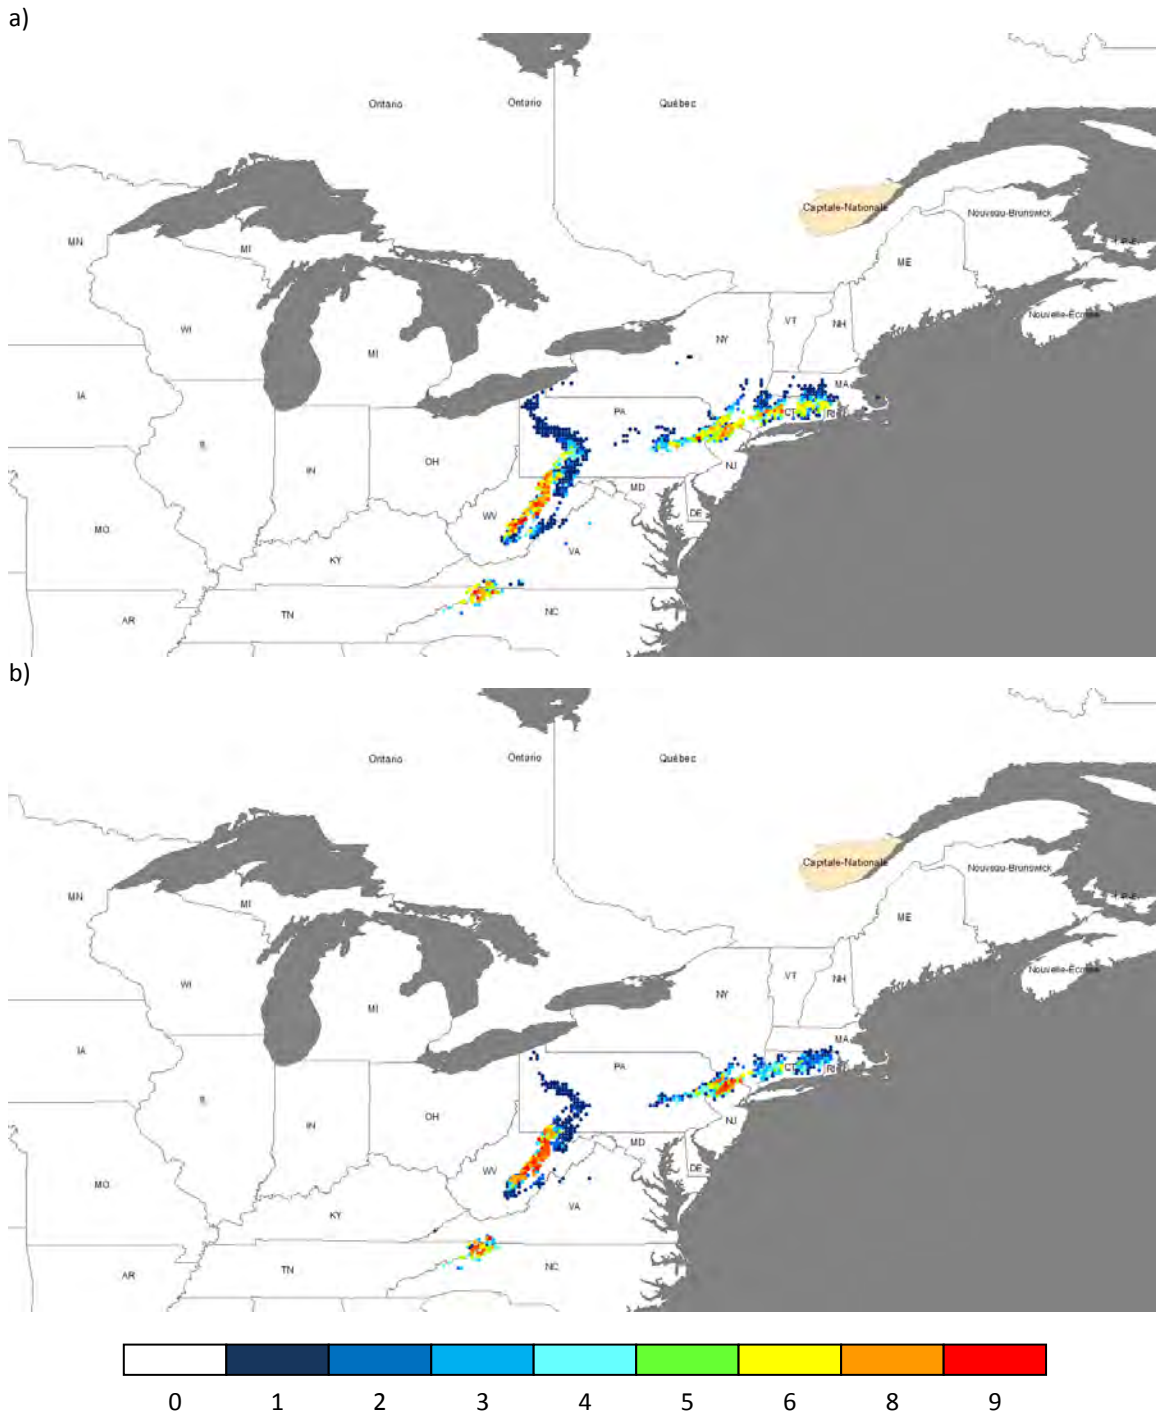 a)
Ontario Ontario Québec
Capitale-Nationale
Nouveau-Brunswick
MN MI ME
WI VT NH Nouvelle-Écosse
MI NY
IA PA MA
CT RI
IN OH NJ
MD
WV DE
MO VA
KY
TN NC
AR
b)
Ontario Ontario Québec
Capitale-Nationale
Nouveau-Brunswick
MN MI ME
WI VT NH Nouvelle-Écosse
MI NY
IA PA MA
CT RI
IN OH NJ
MD
WV DE
MO VA
KY
TN NC
AR
0 1 2 3 4 5 6 8 9